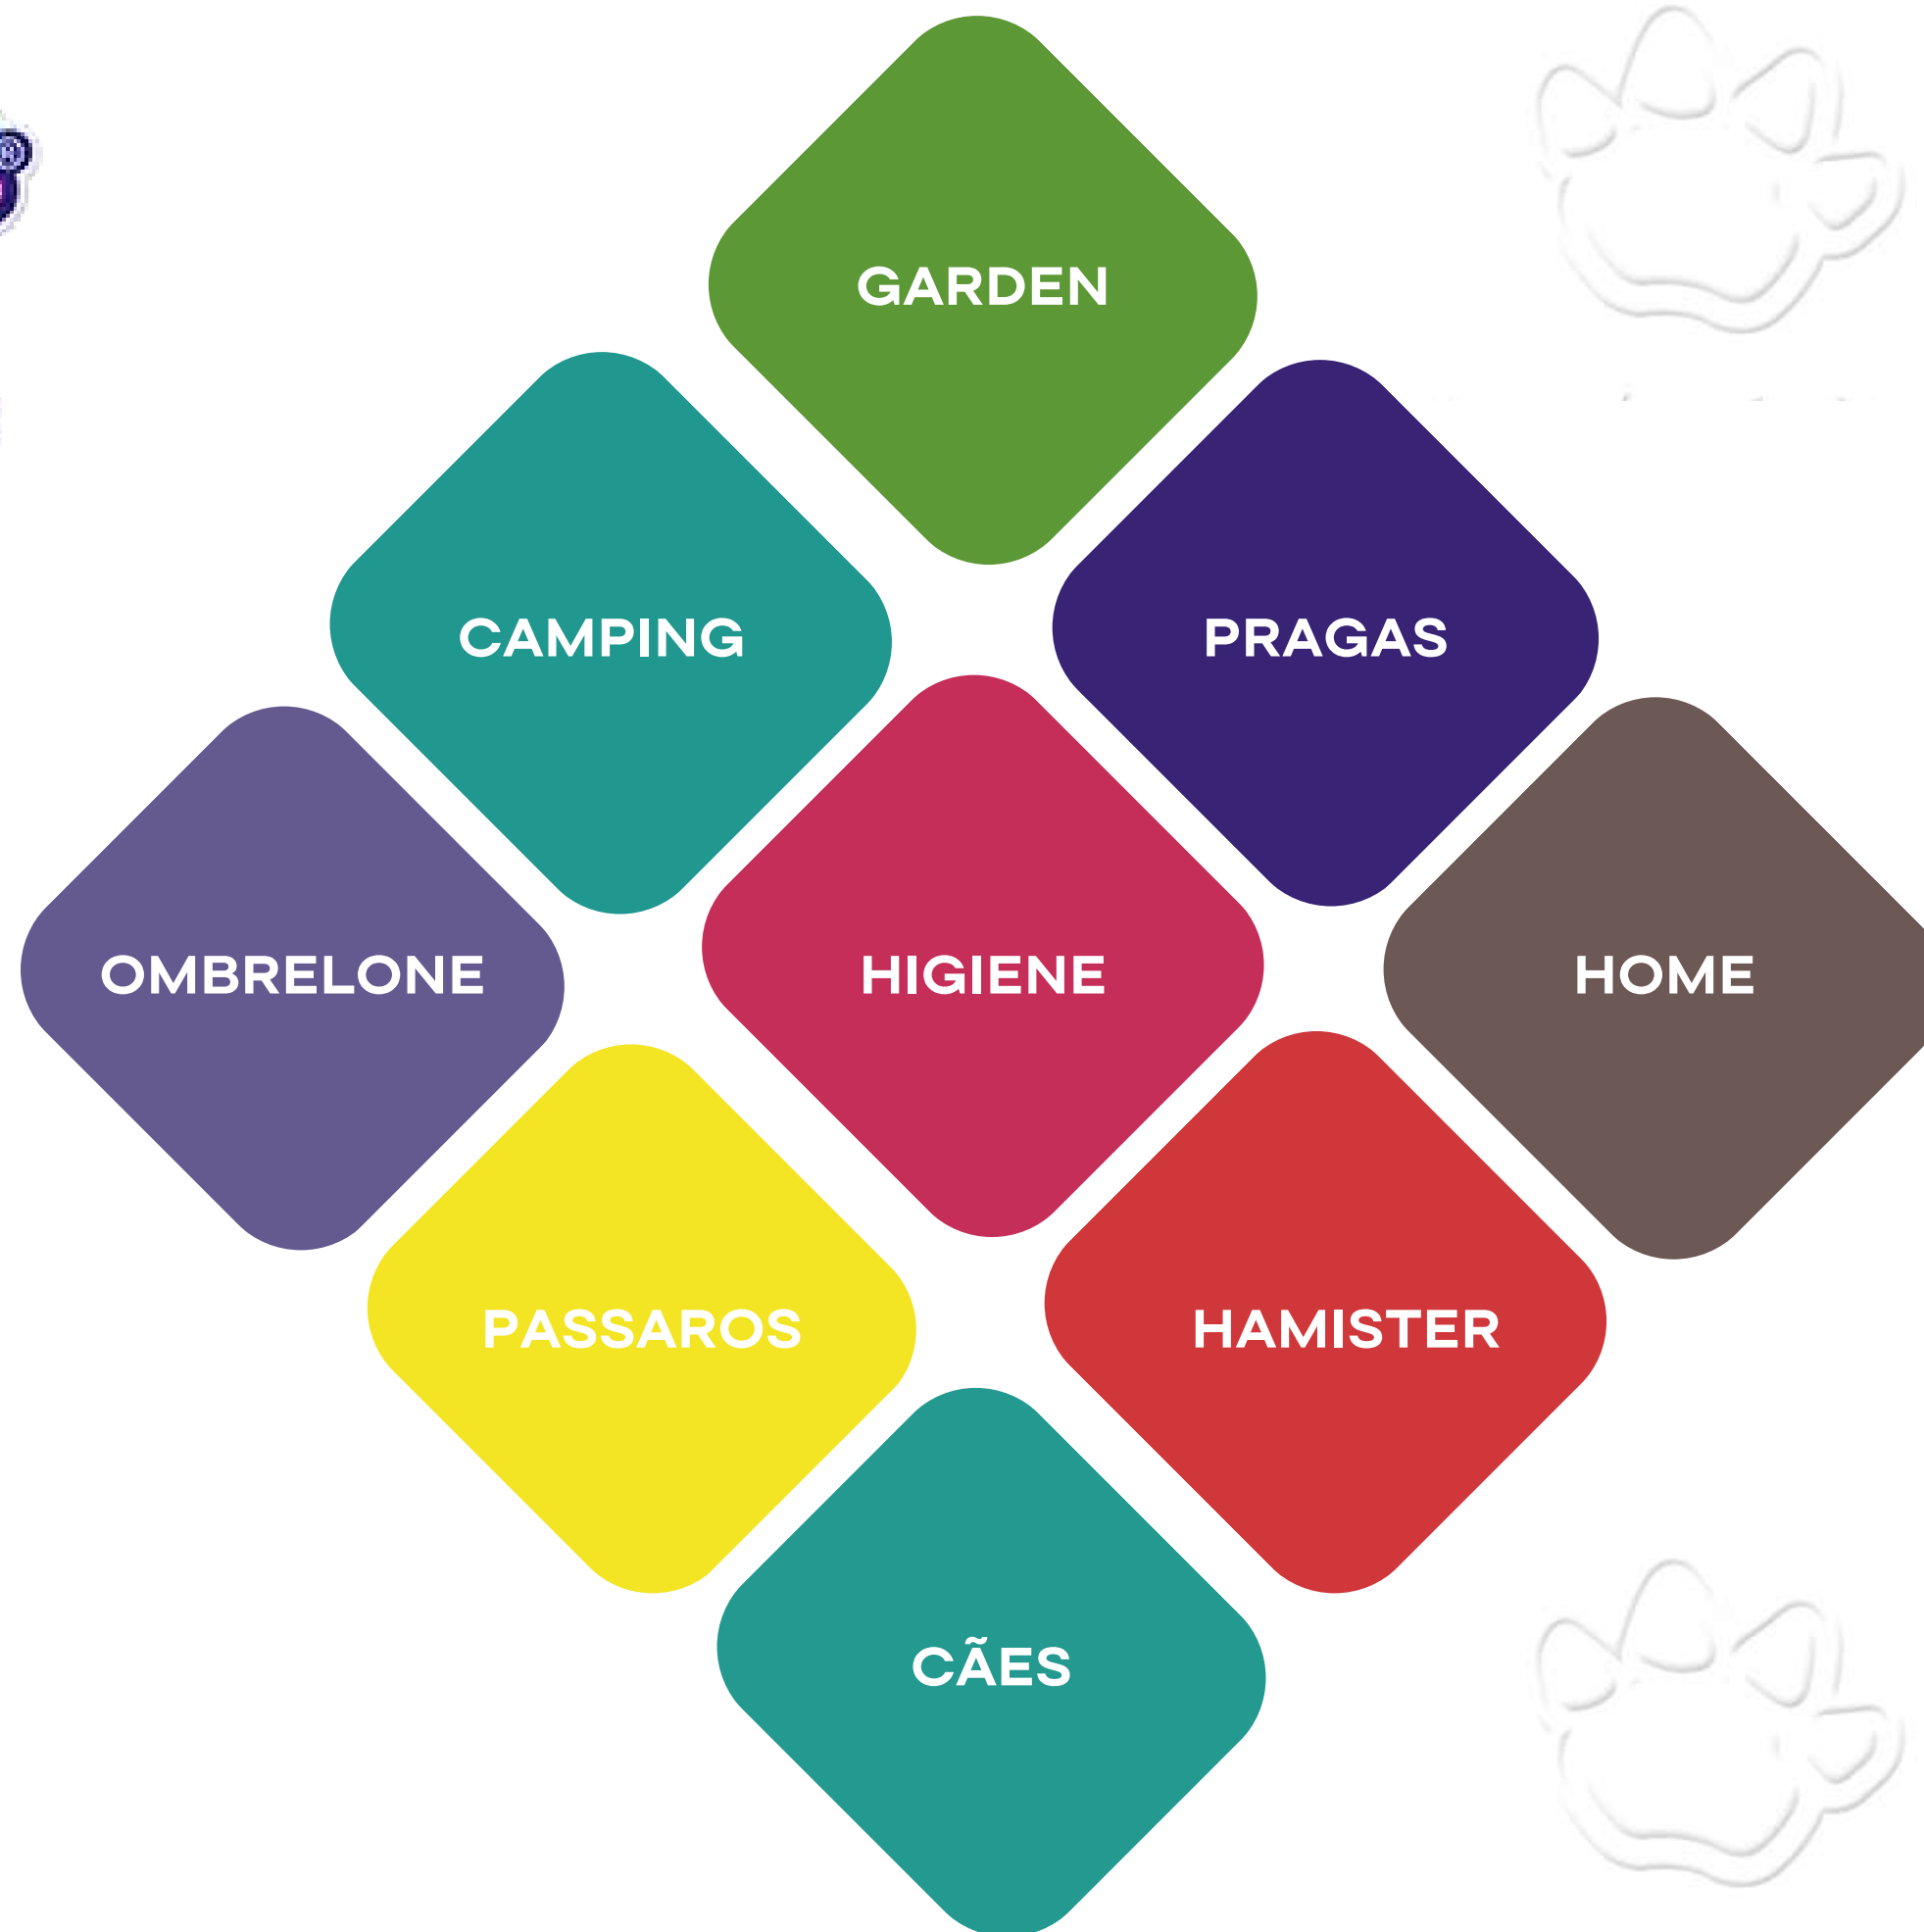 GARDEN
CAMPING
PRAGAS
OMBRELONE
HIGIENE
HOME
PASSAROS
HAMISTER
CÃES